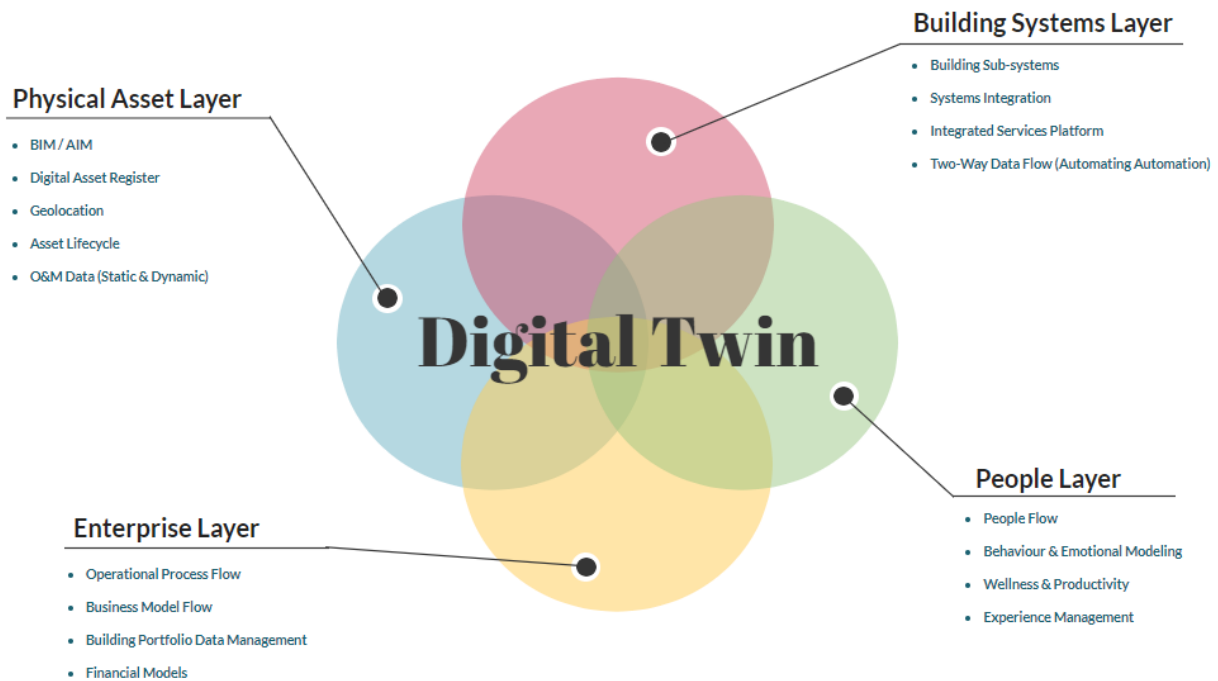 Building Systems Layer
• Building Sub-systems
• Systems Integration
• Integrated Services Platform
• Two-Way Data Flow (Automating Automation)
Physical Asset Layer
• BIM / AIM
• Digital Asset Register
• Geolocation
• Asset Lifecycle
• O&M Data (Static & Dynamic)
Digital Twin
People Layer
• People Flow
• Behaviour & Emotional Modeling
• Wellness & Productivity
• Experience Management
Enterprise Layer
• Operational Process Flow
• Business Model Flow
• Building Portfolio Data Management
• Financial Models